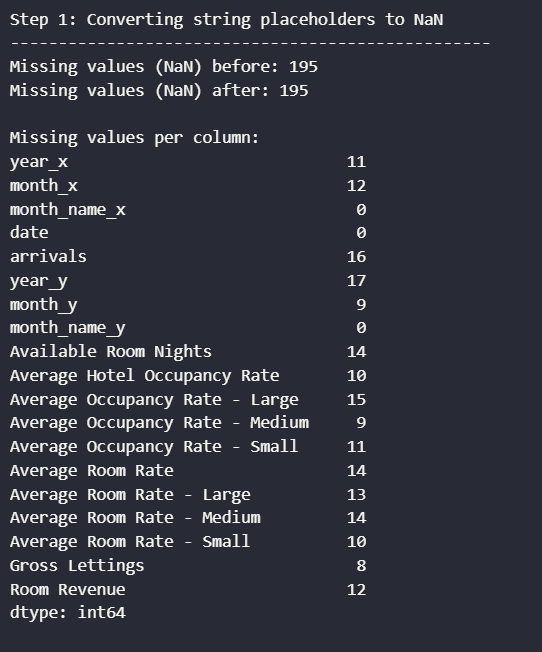 Step 1: Converting string placeholders to NaN
--------------------------------------------------
Missing values (NaN) before: 195
Missing values (NaN) after: 195

Missing values per column:
year_x                             11
month_x                            12
month_name_x                        0
date                                0
arrivals                           16
year_y                             17
month_y                             9
month_name_y                        0
Available Room Nights              14
Average Hotel Occupancy Rate       10
Average Occupancy Rate - Large     15
Average Occupancy Rate - Medium     9
Average Occupancy Rate - Small     11
Average Room Rate                  14
Average Room Rate - Large          13
Average Room Rate - Medium         14
Average Room Rate - Small          10
Gross Lettings                      8
Room Revenue                       12
dtype: int64